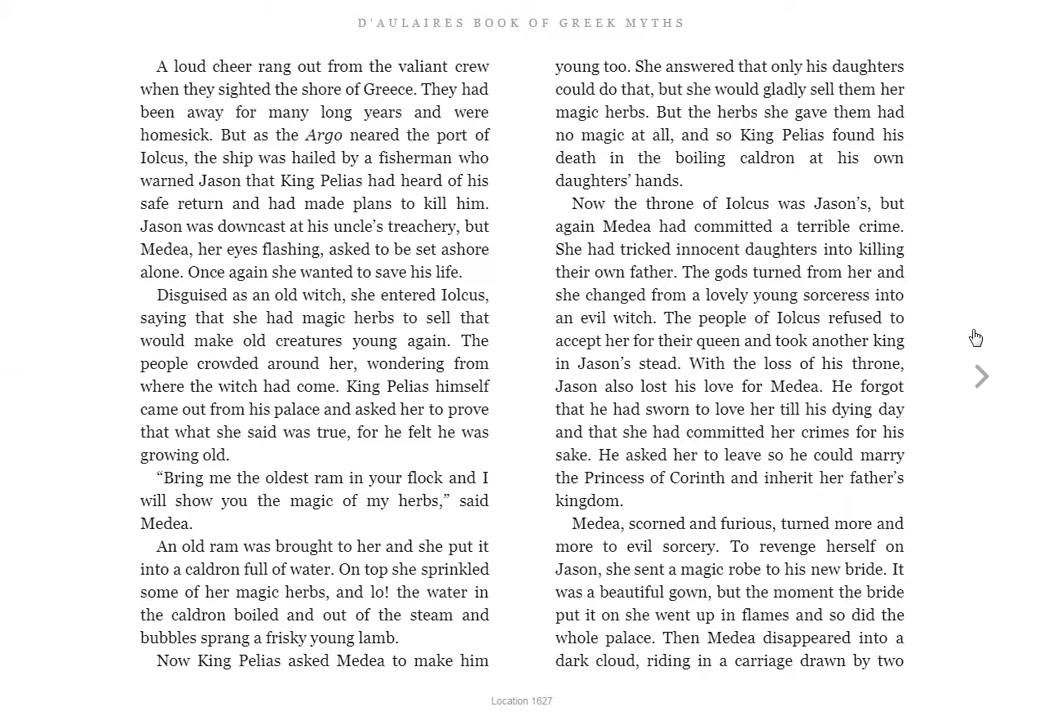 D'AULAIRES BOOK OF GREEK MYTHS
A loud cheer rang out from the valiant crew
when they sighted the shore of Greece. They had
been away for many long years and were
homesick. But as the Argo neared the port of
Iolcus, the ship was hailed by a fisherman who
warned Jason that King Pelias had heard of his
safe return and had made plans to kill him.
Jason was downcast at his uncle’s treachery, but
Medea, her eyes flashing, asked to be set ashore
alone. Once again she wanted to save his life.
Disguised as an old witch, she entered Iolcus,
saying that she had magic herbs to sell that
would make old creatures young again. The
people crowded around her, wondering from
where the witch had come. King Pelias himself
came out from his palace and asked her to prove
that what she said was true, for he felt he was
growing old.
“Bring me the oldest ram in your flock and I
will show you the magic of my herbs,” said
Medea.
An old ram was brought to her and she put it
into a caldron full of water. On top she sprinkled
some of her magic herbs, and lo! the water in
the caldron boiled and out of the steam and
bubbles sprang a frisky young lamb.
Now King Pelias asked Medea to make him
young too. She answered that only his daughters
could do that, but she would gladly sell them her
magic herbs. But the herbs she gave them had
no magic at all, and so King Pelias found his
death in the boiling caldron at his own
daughters’ hands.
Now the throne of Iolcus was Jason’s, but
again Medea had committed a terrible crime.
She had tricked innocent daughters into killing
their own father. The gods turned from her and
she changed from a lovely young sorceress into
an evil witch. The people of Iolcus refused to
accept her for their queen and took another king
in Jason’s stead. With the loss of his throne,
Jason also lost his love for Medea. He forgot
that he had sworn to love her till his dying day
and that she had committed her crimes for his
sake. He asked her to leave so he could marry
the Princess of Corinth and inherit her father’s
kingdom.
Medea, scorned and furious, turned more and
more to evil sorcery. To revenge herself on
Jason, she sent a magic robe to his new bride. It
was a beautiful gown, but the moment the bride
put it on she went up in flames and so did the
whole palace. Then Medea disappeared into a
dark cloud, riding in a carriage drawn by two
Location 1627